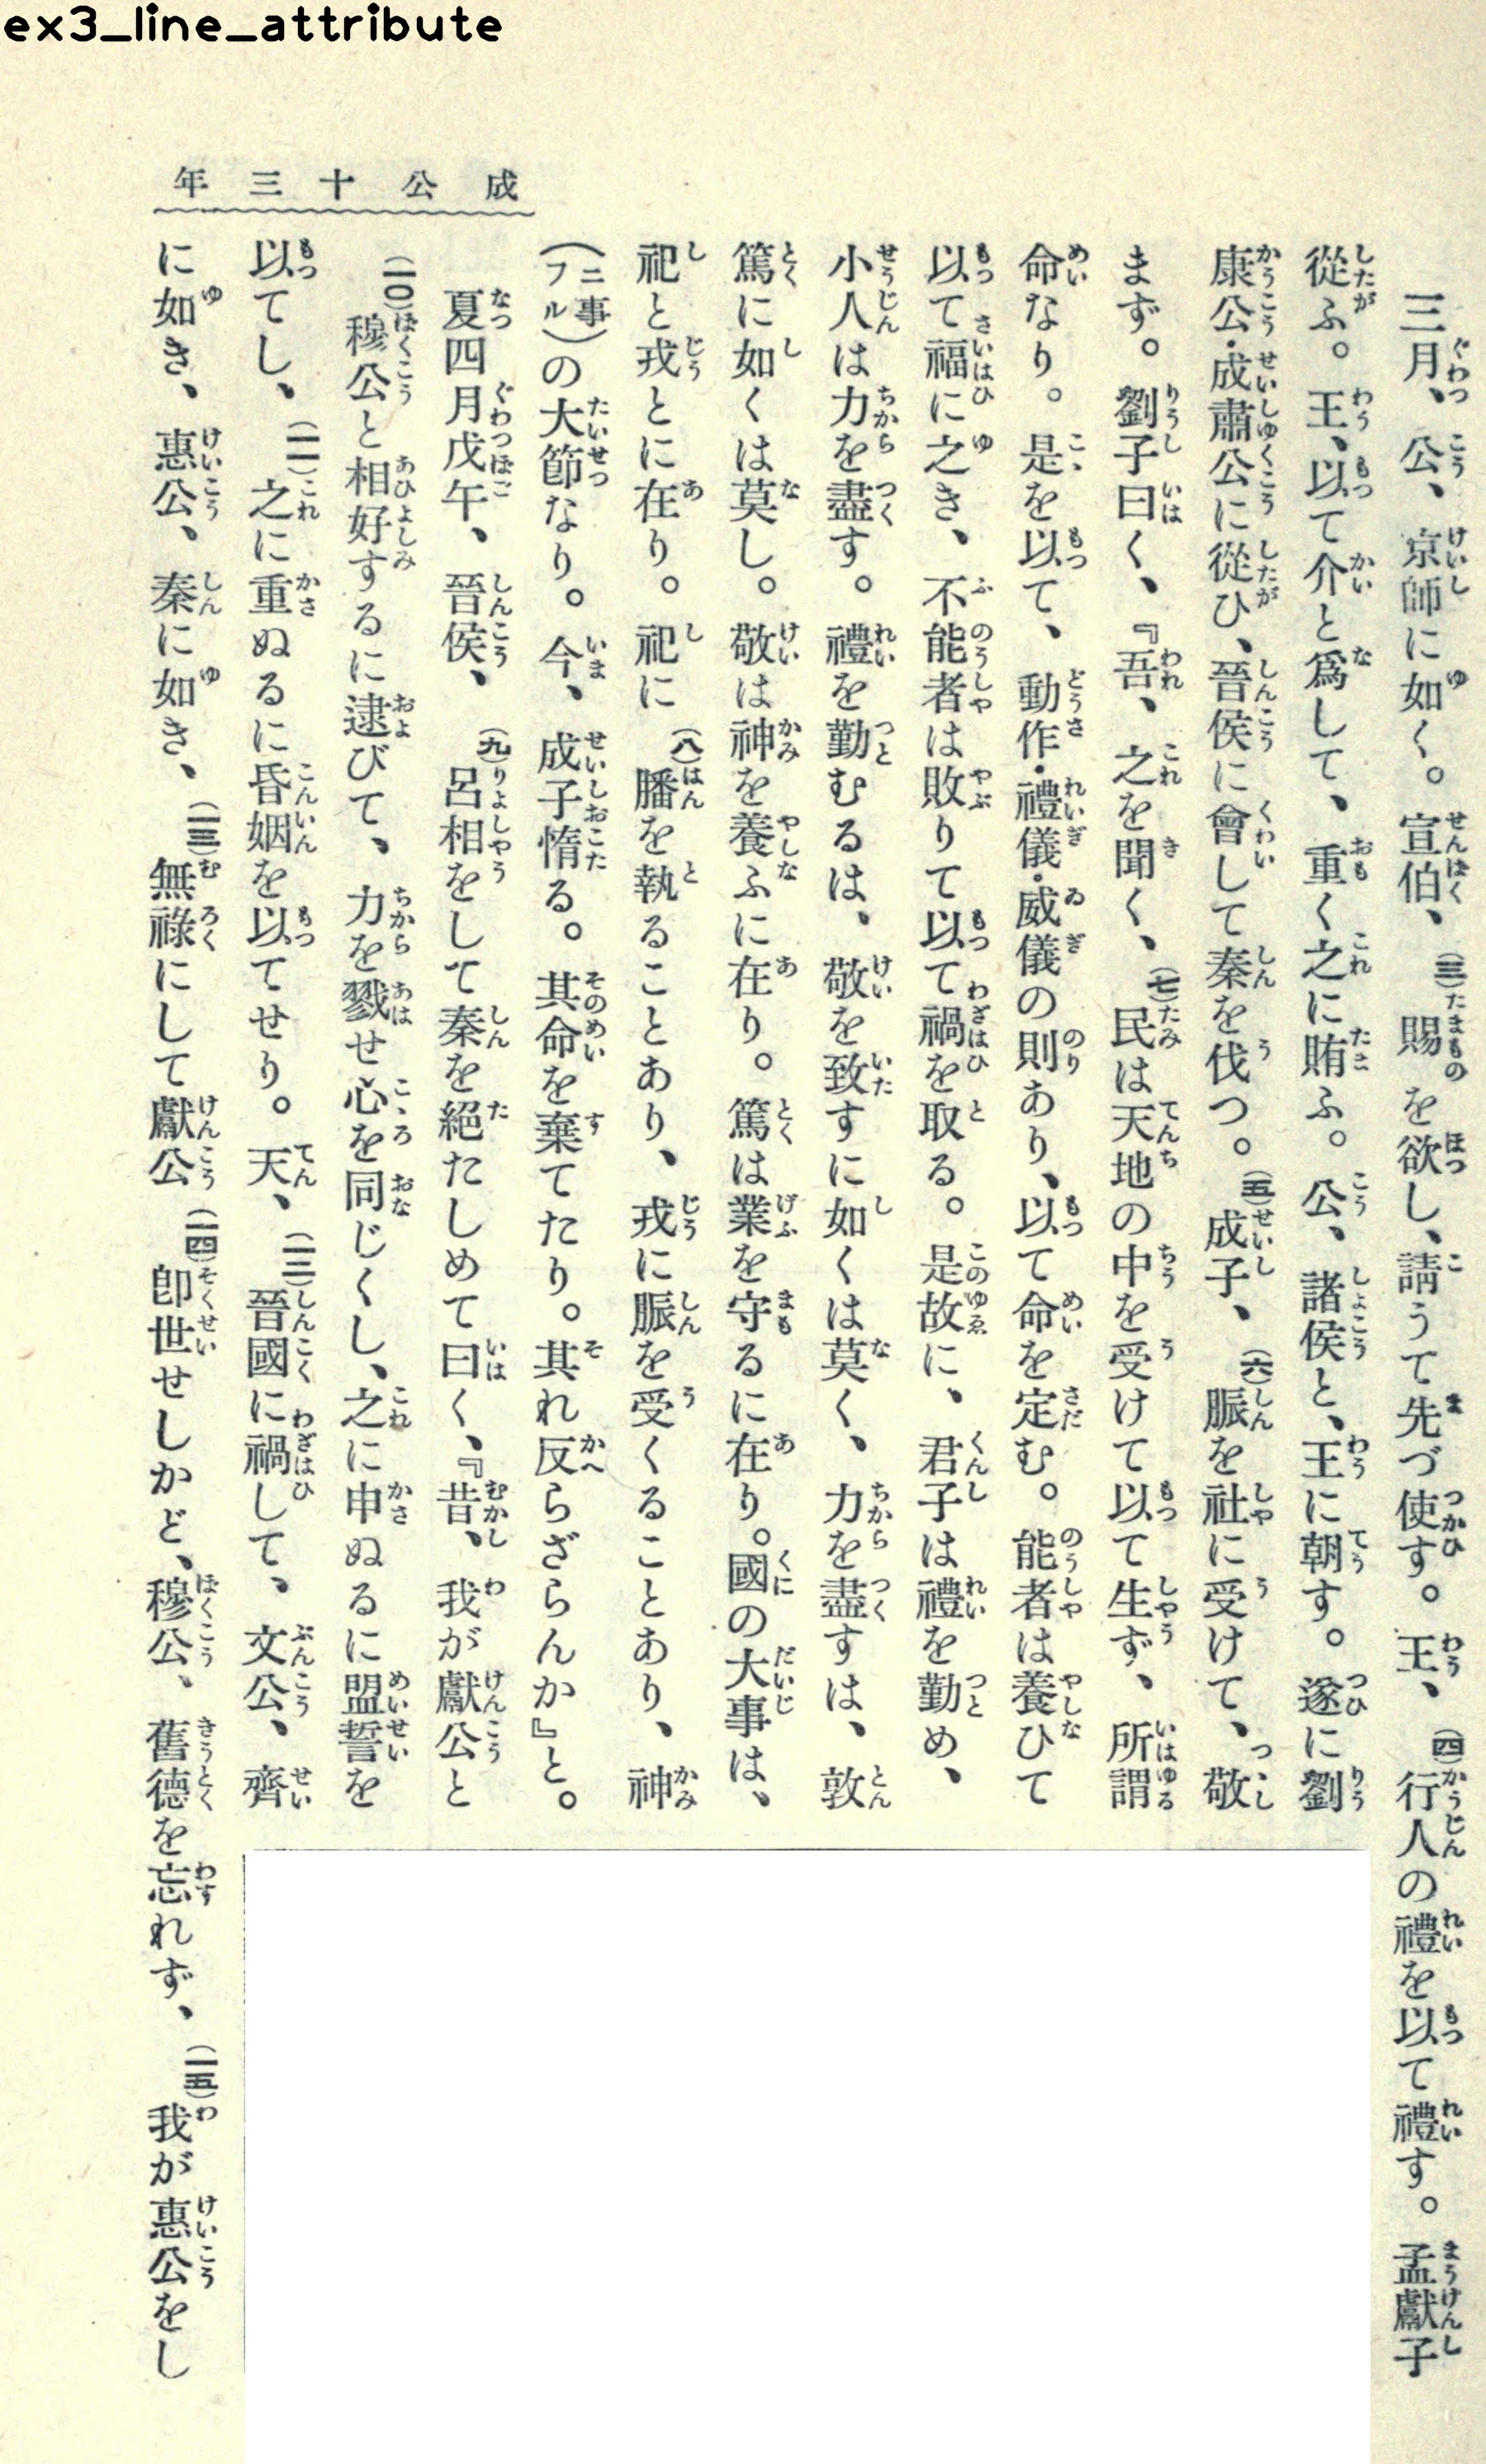 ex3_line_attribute
成公十三年
三月、公、京師に如く。宣伯、(三)賜を欲し、請うて先づ使す。王、(四)行人の禮を以て禮す。孟獻子
從ふ。王、以て介と爲して、重く之に賄ふ。公、諸侯と、王に朝す。遂に劉
康公・成肅公に從ひ、晉侯に會して秦を伐つ。(五)成子、(六)脤を社に受けて、敬
まず。劉子曰く、『吾、之を聞く、(七)民は天地の中を受けて以て生ず、所謂
命なり。是を以て、動作・禮儀・威儀の則あり、以て命を定む。能者は養ひて
以て福に之き、不能者は敗りて以て禍を取る。是故に、君子は禮を勤め、
小人は力を盡す。禮を勤むるは、敬を致すに如くは莫く、力を盡すは、敦
篤に如くは莫し。敬は神を養ふに在り。篤は業を守るに在り。國の大事は、
祀と戎とに在り。祀に(八)膰を執ることあり、戎に脤を受くることあり、神
(ニ事フル)の大節なり。今、成子惰る。其命を棄てたり。其れ反らざらんか』と。
夏四月戊午、晉侯、(九)呂相をして秦を絕たしめて曰く、『昔、我が獻公と
(一〇)穆公と相好するに逮びて、力を戮せ心を同じくし、之に申ぬるに盟誓を
以てし、(一一)之に重ぬるに昏姻を以てせり。天、(一二)晉國に禍して、文公、齊
に如き、惠公、秦に如き、(一三)無祿にして獻公(一四)卽世せしかど、穆公、舊德を忘れず、(一五)我が惠公をし